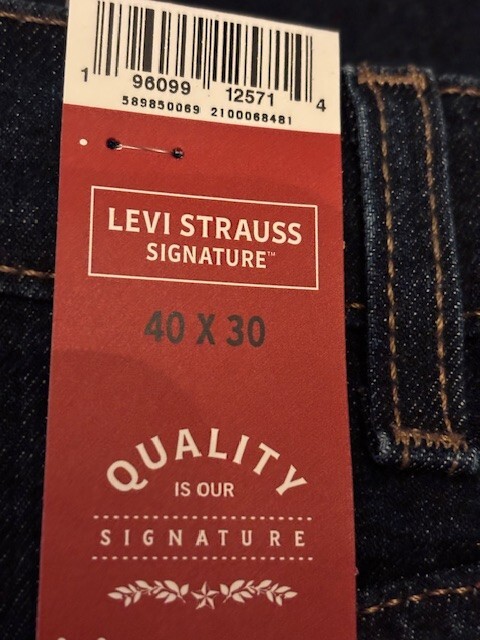 1 96099 12571 4
589850069 2100068481
LEVI STRAUSS
SIGNATURE™
40 X 30
QUALITY
IS OUR
SIGNATURE